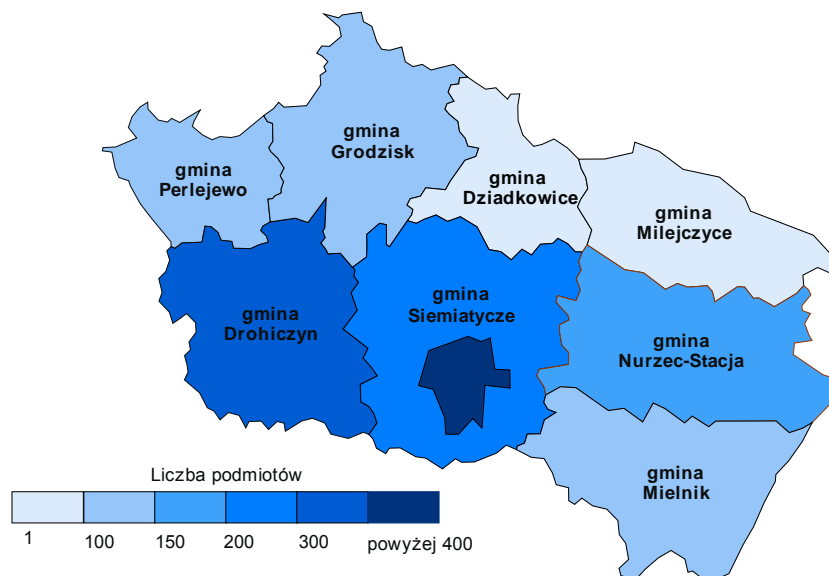 gmina
Grodzisk
gmina
Perlejewo
gmina
Dziadkowice
gmina
Milejczyce
gmina
Drohiczyn
gmina
Siemiatycze
gmina
Nurzec-Stacja
gmina
Mielnik
Liczba podmiotów
1 100 150 200 300 powyżej 400